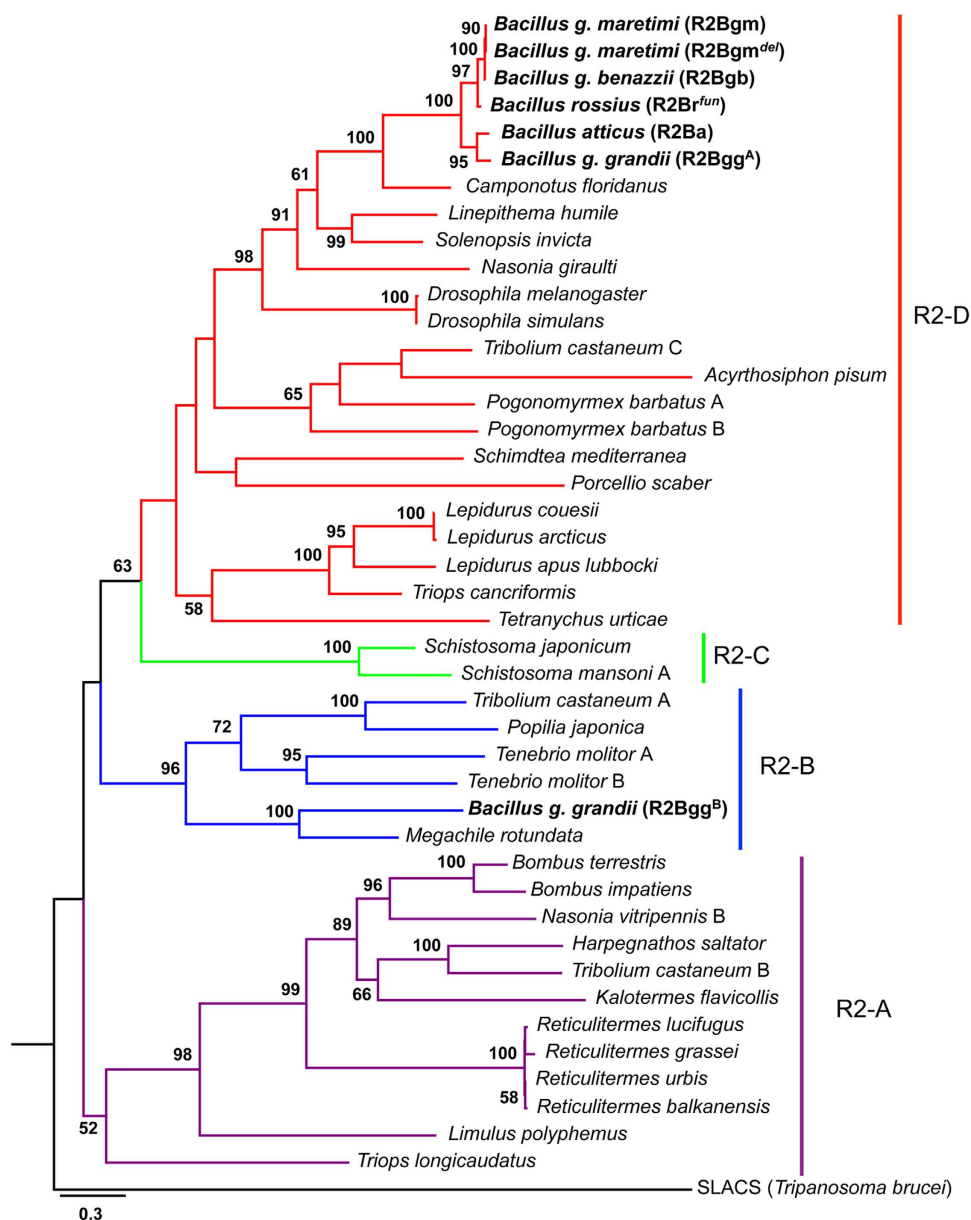 90
Bacillus g. maretimi (R2Bgm)
100
Bacillus g. maretimi (R2Bgmdel)
97
Bacillus g. benazzii (R2Bgb)
100
Bacillus rossius (R2Brfun)
Bacillus atticus (R2Ba)
100
95
Bacillus g. grandii (R2BggA)
61
Camponotus floridanus
91
Linepithema humile
99
Solenopsis invicta
98
Nasonia giraulti
100
Drosophila melanogaster
Drosophila simulans
R2-D
Tribolium castaneum C
Acyrthosiphon pisum
65
Pogonomyrmex barbatus A
Pogonomyrmex barbatus B
Schimdtea mediterranea
Porcellio scaber
100
Lepidurus couesii
95
Lepidurus arcticus
100
Lepidurus apus lubbocki
63
Triops cancriformis
58
Tetranychus urticae
100
Schistosoma japonicum
R2-C
Schistosoma mansoni A
100
Tribolium castaneum A
72
Popilia japonica
95
Tenebrio molitor A
96
Tenebrio molitor B
R2-B
100
Bacillus g. grandii (R2BggB)
Megachile rotundata
100
Bombus terrestris
96
Bombus impatiens
89
Nasonia vitripennis B
100
Harpegnathos saltator
Tribolium castaneum B
99
66
Kalotermes flavicollis
R2-A
Reticulitermes lucifugus
98
100
Reticulitermes grassei
Reticulitermes urbis
58
Reticulitermes balkanensis
52
Limulus polyphemus
Triops longicaudatus
SLACS (Tripanosoma brucei)
0.3